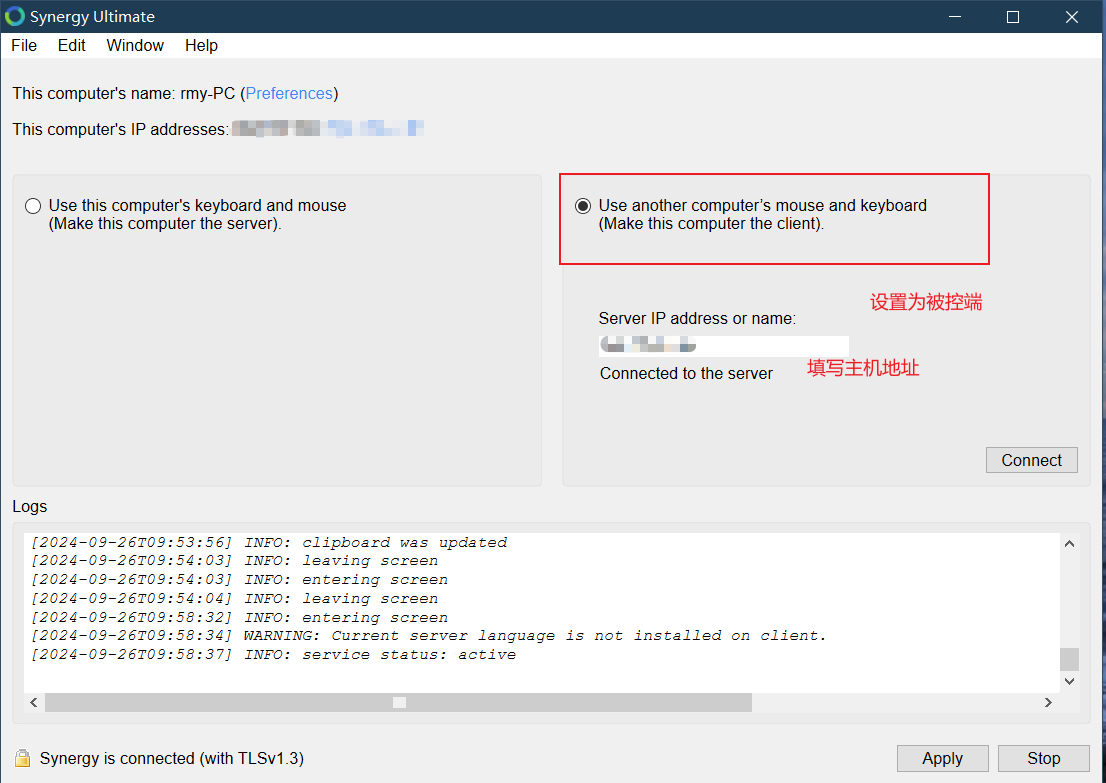 Synergy Ultimate
File Edit Window Help
This computer's name: rmy-PC (Preferences)
This computer's IP addresses:
Use this computer's keyboard and mouse
(Make this computer the server).
Use another computer’s mouse and keyboard
(Make this computer the client).
设置为被控端
Server IP address or name:
填写主机地址
Connected to the server
Connect
Logs
[2024-09-26T09:53:56] INFO: clipboard was updated
[2024-09-26T09:54:03] INFO: leaving screen
[2024-09-26T09:54:03] INFO: entering screen
[2024-09-26T09:54:04] INFO: leaving screen
[2024-09-26T09:58:32] INFO: entering screen
[2024-09-26T09:58:34] WARNING: Current server language is not installed on client.
[2024-09-26T09:58:37] INFO: service status: active
Synergy is connected (with TLSv1.3)
Apply
Stop